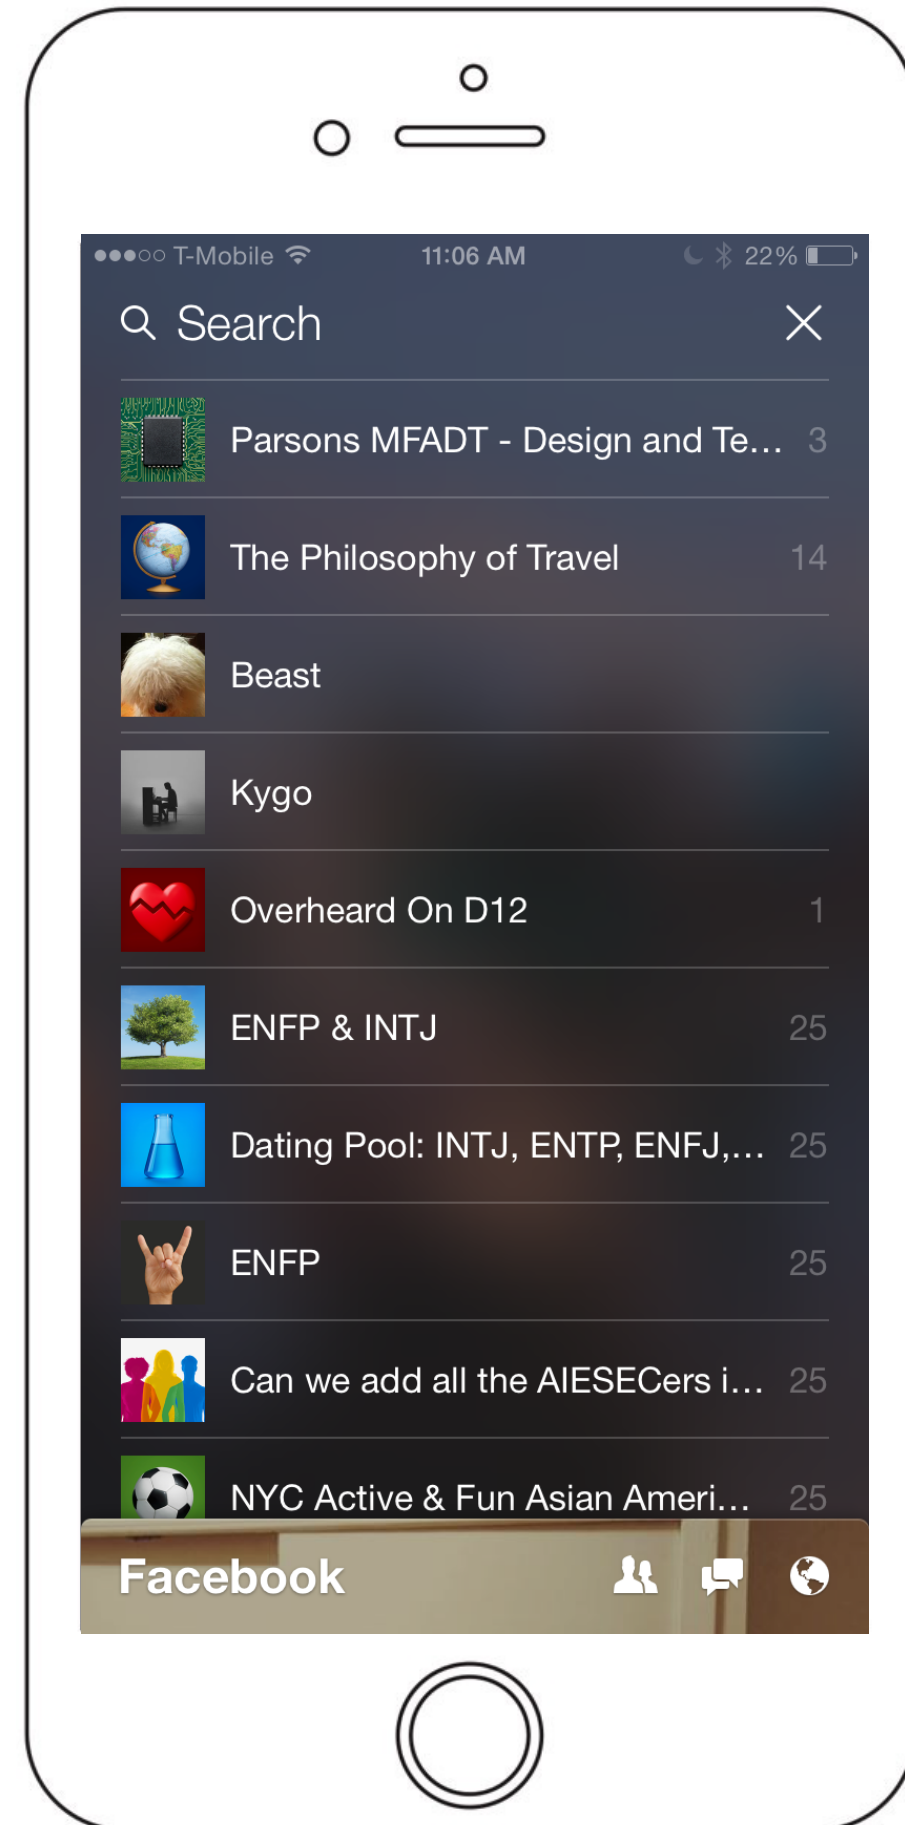 T-Mobile 11:06 AM 22%
Search
Parsons MFADT - Design and Te... 3
The Philosophy of Travel 14
Beast
Kygo
Overheard On D12 1
ENFP & INTJ 25
Dating Pool: INTJ, ENTP, ENFJ,... 25
ENFP 25
Can we add all the AIESECers i... 25
NYC Active & Fun Asian Ameri... 25
Facebook